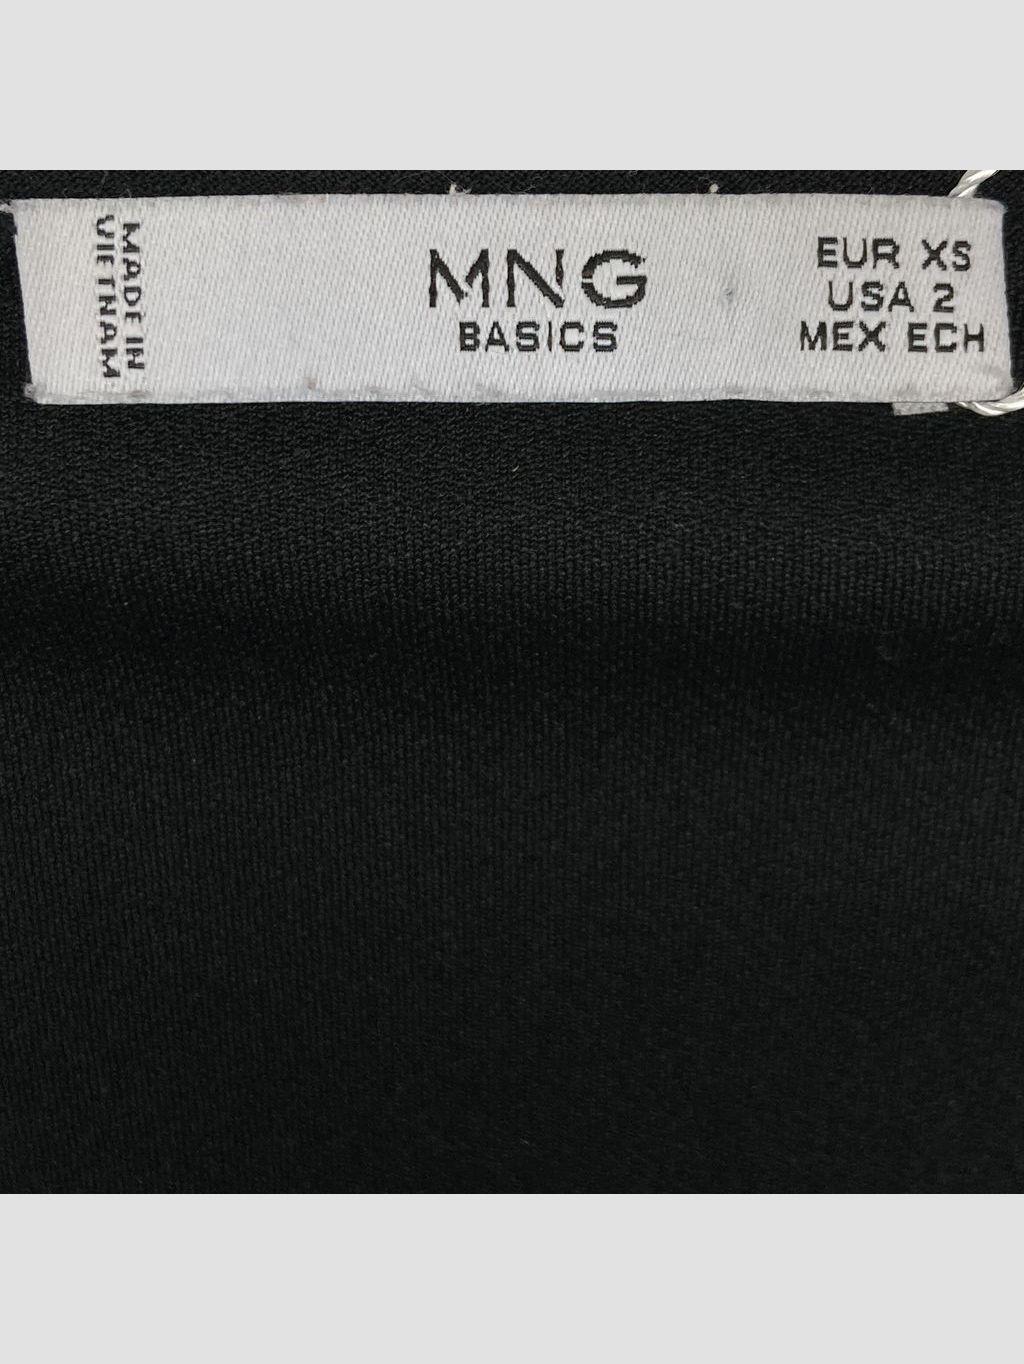 MADE IN
VIETNAM
MNG
BASICS
EUR XS
USA 2
MEX ECH